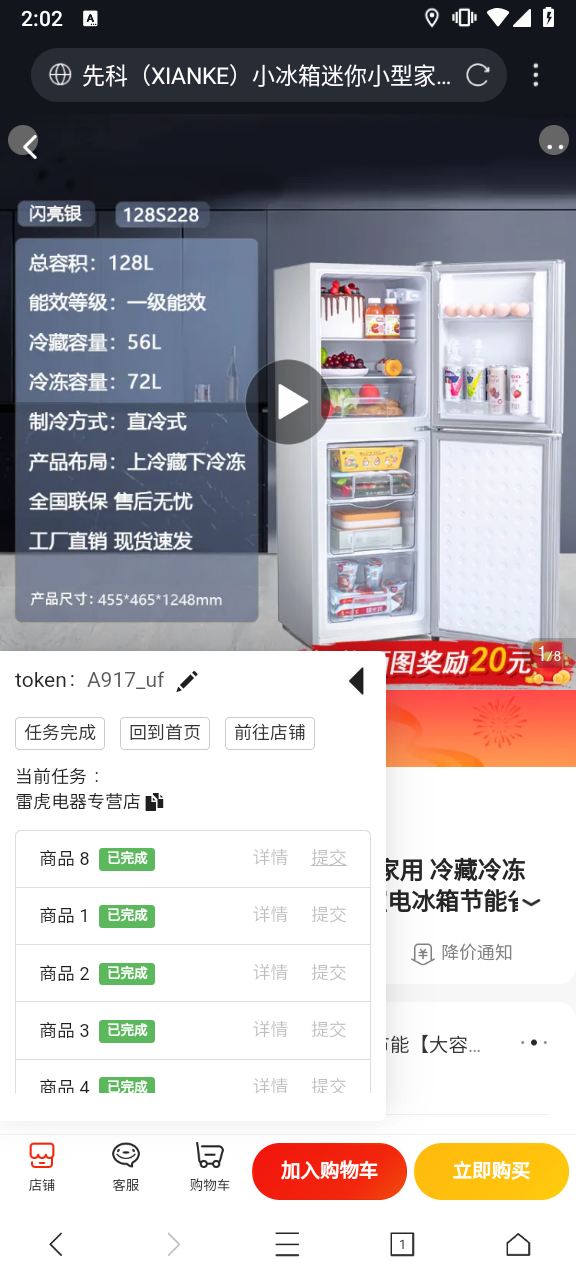 2:02
A
先科（XIANKE）小冰箱迷你小型家...
闪亮银 128S228
总容积：128L
能效等级：一级能效
冷藏容量：56L
冷冻容量：72L
制冷方式：直冷式
产品布局：上冷藏下冷冻
全国联保 售后无忧
工厂直销 现货速发
产品尺寸：455*465*1248mm
图奖励20元
1/8
token： A917_uf
任务完成 回到首页 前往店铺
当前任务：
雷虎电器专营店
商品 8 已完成 详情 提交
商品 1 已完成 详情 提交
商品 2 已完成 详情 提交
商品 3 已完成 详情 提交
商品 4 已完成 详情 提交
家用 冷藏冷冻
电冰箱节能省
¥ 降价通知
节能【大容...
店铺 客服 购物车 加入购物车 立即购买
1